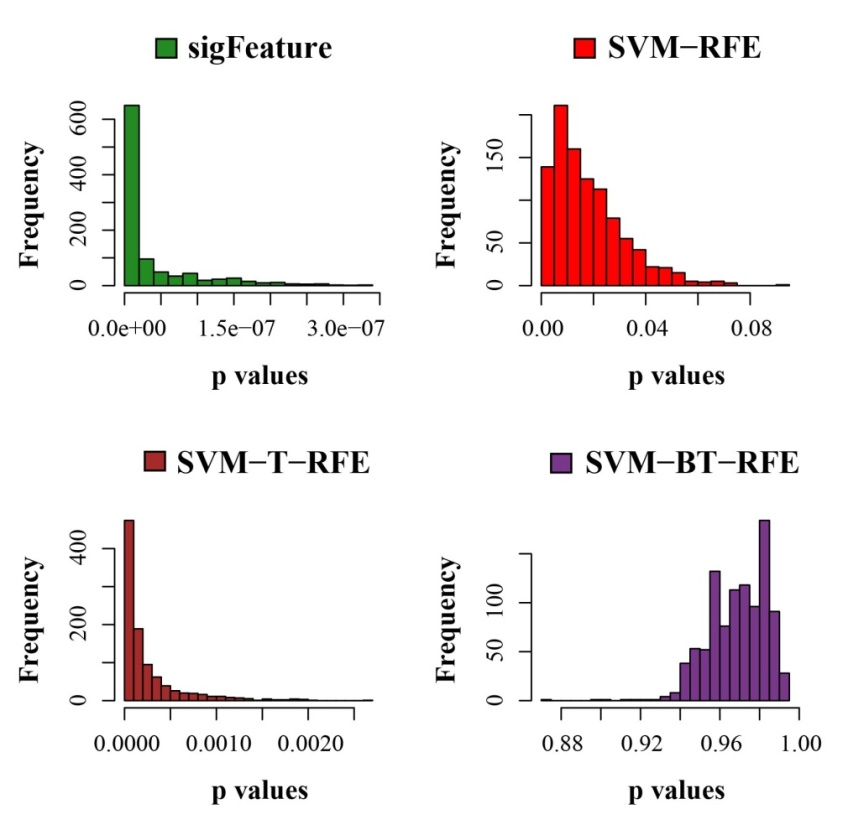 sigFeature
Frequency
0 200 400 600
0.0e+00 1.5e−07 3.0e−07
p values
SVM−RFE
Frequency
0 50 150
0.00 0.04 0.08
p values
SVM−T−RFE
Frequency
0 200 400
0.0000 0.0010 0.0020
p values
SVM−BT−RFE
Frequency
0 50 100
0.88 0.92 0.96 1.00
p values